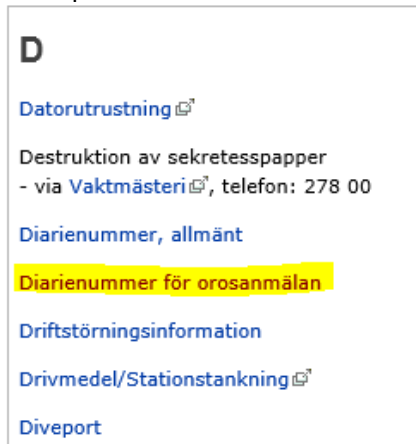 D
Datorutrustning
Destruktion av sekretesspapper
- via Vaktmästeri, telefon: 278 00
Diarienummer, allmänt
Diarienummer för orosanmälan
Driftstörningsinformation
Drivmedel/Stationstankning
Diveport